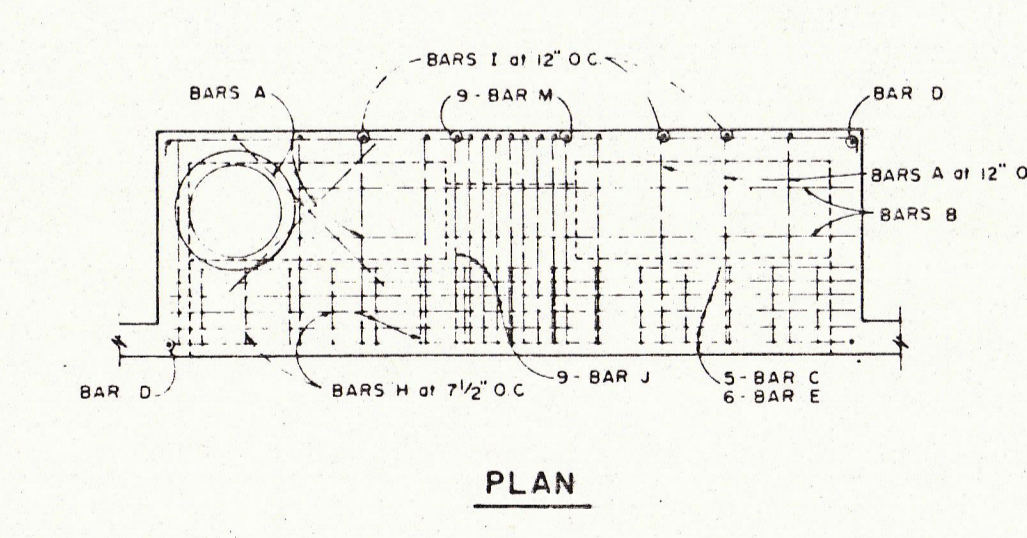 BARS I at 12" O.C.
BARS A
9 - BAR M
BAR D
BARS A at 12" O
BARS B
BAR D
BARS H at 7 1/2" O.C
9 - BAR J
5 - BAR C
6 - BAR E
PLAN